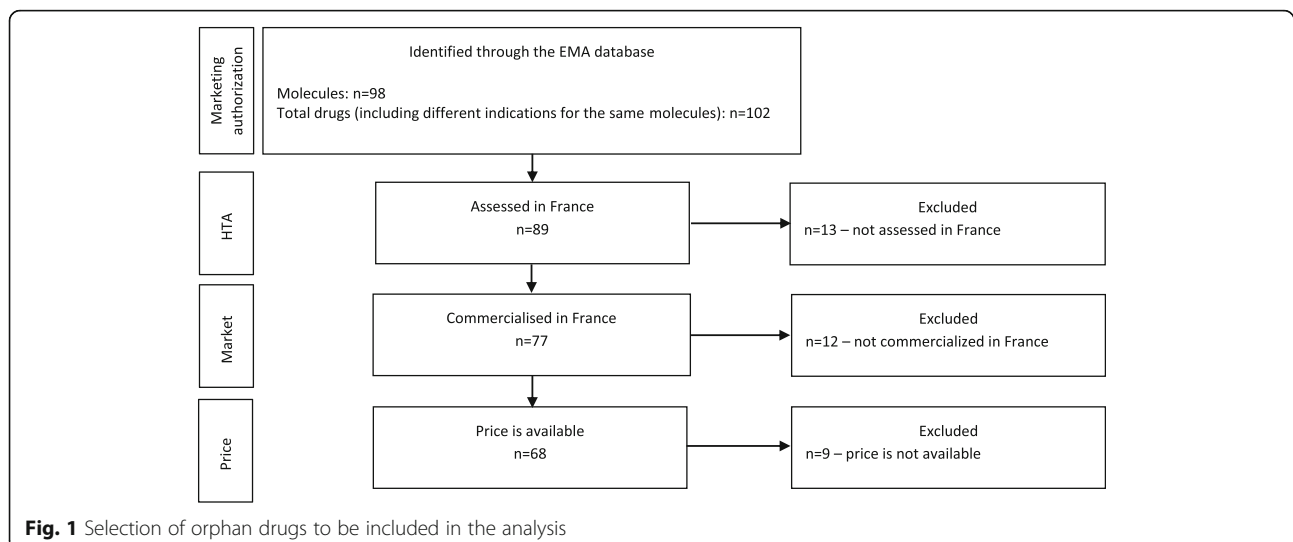 Marketing
authorization
Identified through the EMA database
Molecules: n=98
Total drugs (including different indications for the same molecules): n=102
HTA
Assessed in France
n=89
Excluded
n=13 – not assessed in France
Market
Commercialised in France
n=77
Excluded
n=12 – not commercialized in France
Price
Price is available
n=68
Excluded
n=9 – price is not available
Fig. 1 Selection of orphan drugs to be included in the analysis